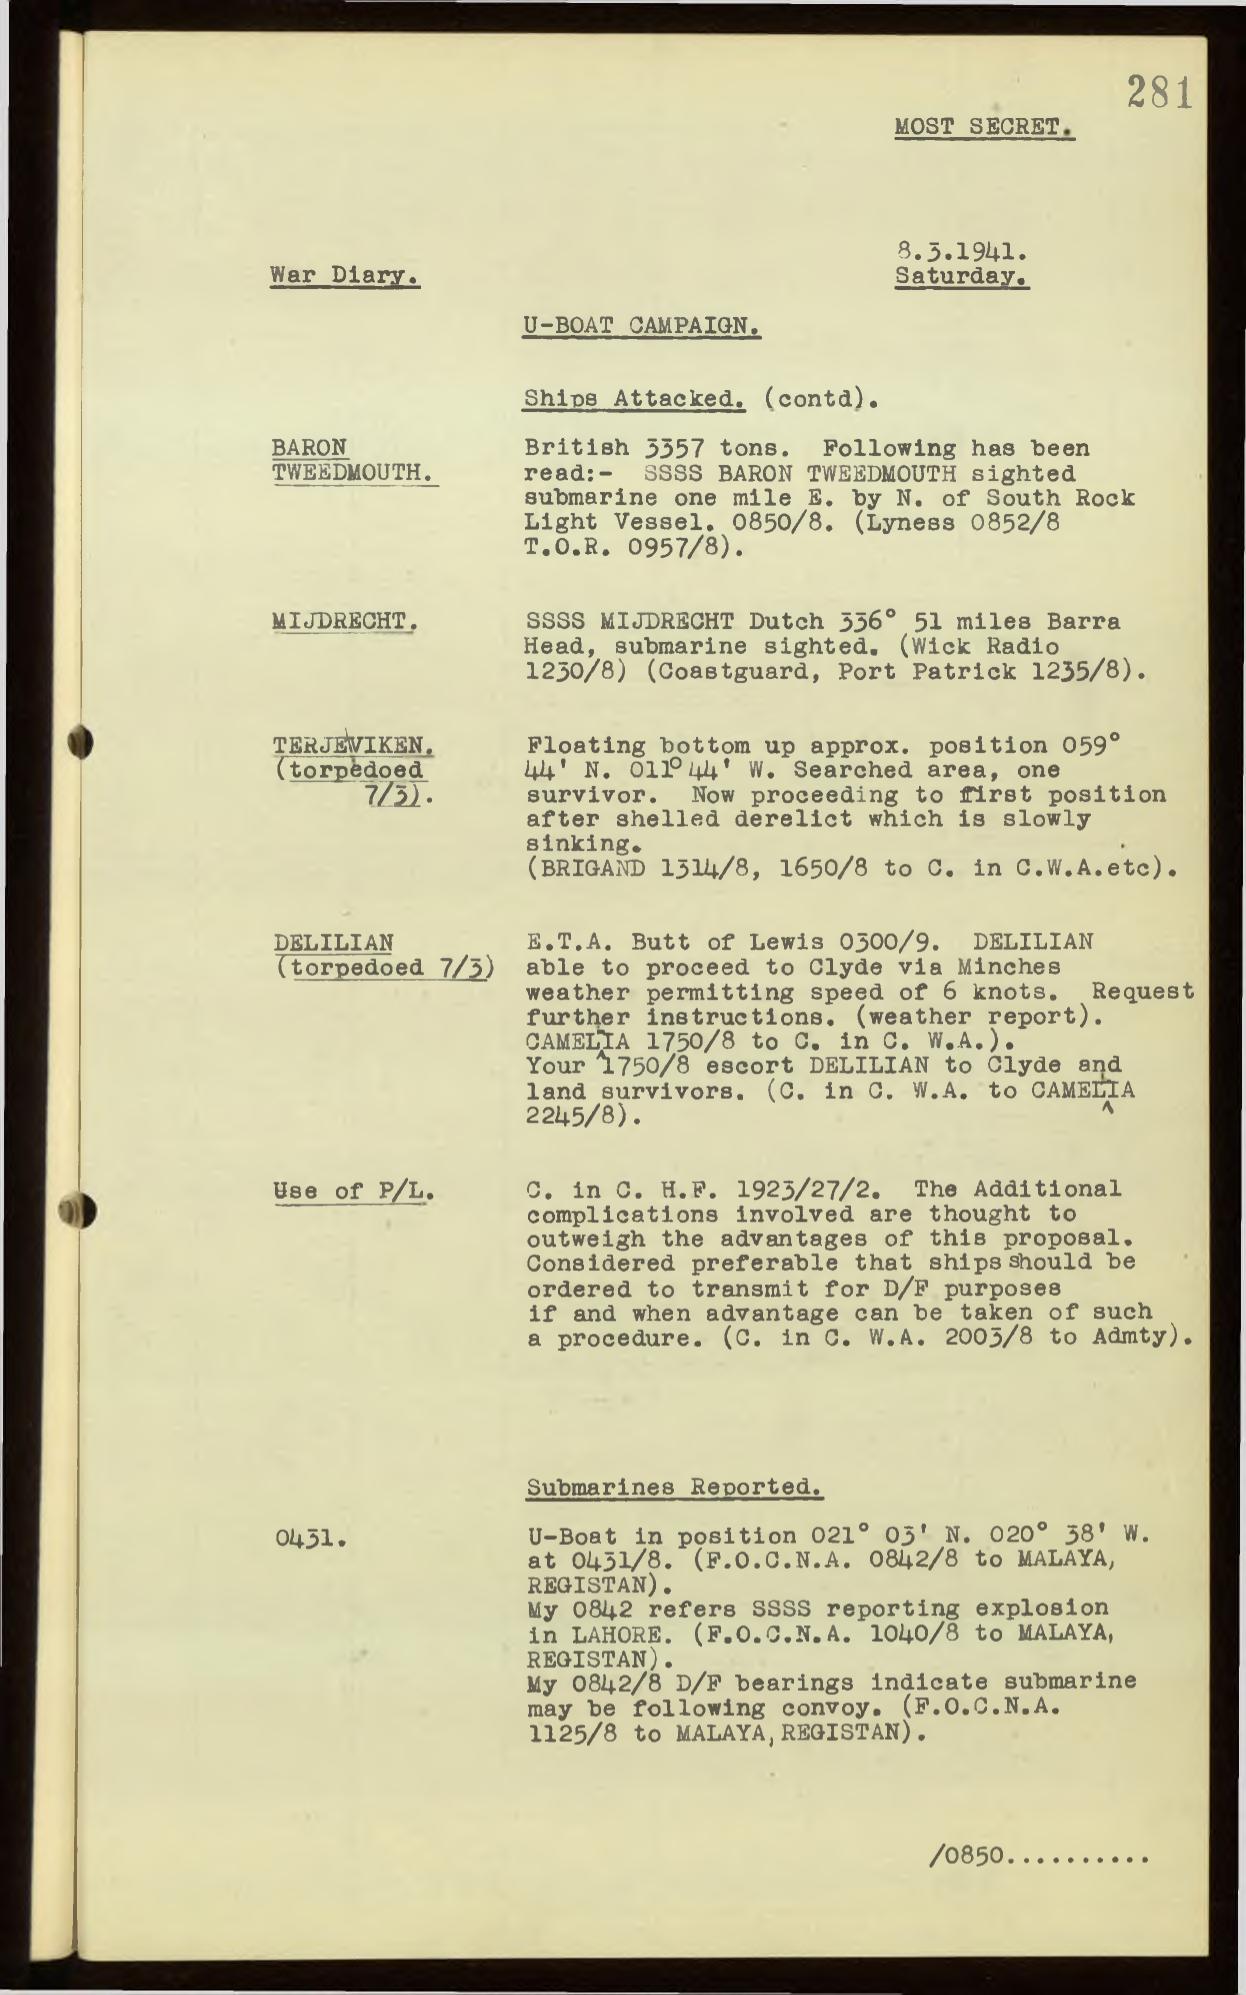 281
MOST SECRET.
8.3.1941.
War Diary.
Saturday.
U-BOAT CAMPAIGN.
Ships Attacked. (contd).
BARON
TWEEDMOUTH.
British 3357 tons. Following has been
read:- SSSS BARON TWEEDMOUTH sighted
submarine one mile E. by N. of South Rock
Light Vessel. 0850/8. (Lyness 0852/8
T.O.R. 0957/8).
MIJDRECHT.
SSSS MIJDRECHT Dutch 336° 51 miles Barra
Head, submarine sighted. (Wick Radio
1230/8) (Coastguard, Port Patrick 1235/8).
TERJEVIKEN.
(torpedoed
7/3).
Floating bottom up approx. position 059°
44' N. 011° 44' W. Searched area, one
survivor. Now proceeding to first position
after shelled derelict which is slowly
sinking.
(BRIGAND 1314/8, 1650/8 to C. in C.W.A.etc).
DELILIAN
(torpedoed 7/3)
E.T.A. Butt of Lewis 0300/9. DELILIAN
able to proceed to Clyde via Minches
weather permitting speed of 6 knots. Request
further instructions. (weather report).
CAMELIA 1750/8 to C. in C. W.A.).
Your 1750/8 escort DELILIAN to Clyde and
land survivors. (C. in C. W.A. to CAMELIA
2245/8).
Use of P/L.
C. in C. H.F. 1923/27/2. The Additional
complications involved are thought to
outweigh the advantages of this proposal.
Considered preferable that ships should be
ordered to transmit for D/F purposes
if and when advantage can be taken of such
a procedure. (C. in C. W.A. 2003/8 to Admty).
Submarines Reported.
0431.
U-Boat in position 021° 03' N. 020° 38' W.
at 0431/8. (F.O.C.N.A. 0842/8 to MALAYA,
REGISTAN).
My 0842 refers SSSS reporting explosion
in LAHORE. (F.O.C.N.A. 1040/8 to MALAYA,
REGISTAN).
My 0842/8 D/F bearings indicate submarine
may be following convoy. (F.O.C.N.A.
1125/8 to MALAYA, REGISTAN).
/0850..........